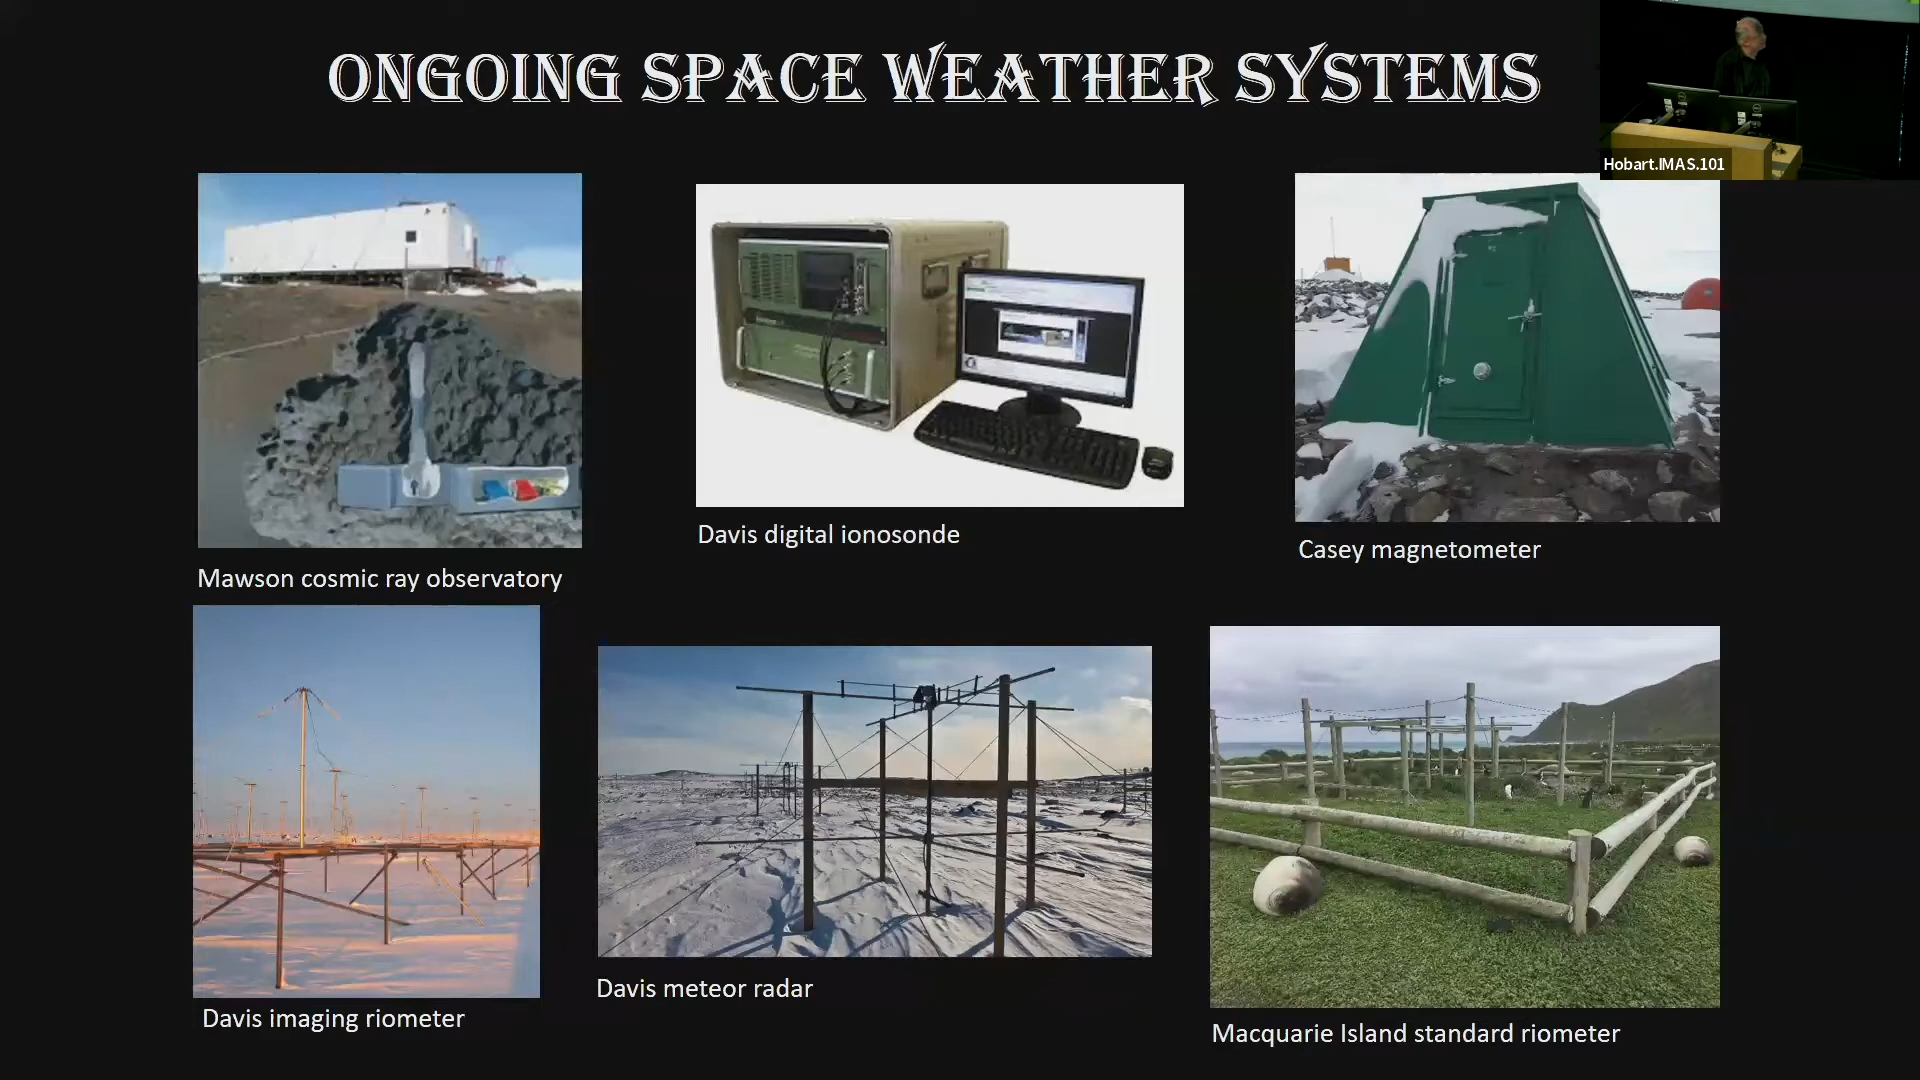 ONGOING SPACE WEATHER SYSTEMS
Hobart.IMAS.101
Mawson cosmic ray observatory
Davis digital ionosonde
Casey magnetometer
Davis imaging riometer
Davis meteor radar
Macquarie Island standard riometer